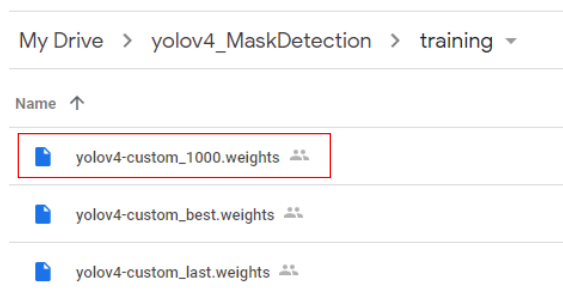 My Drive > yolov4_MaskDetection > training
Name ↑
yolov4-custom_1000.weights
yolov4-custom_best.weights
yolov4-custom_last.weights